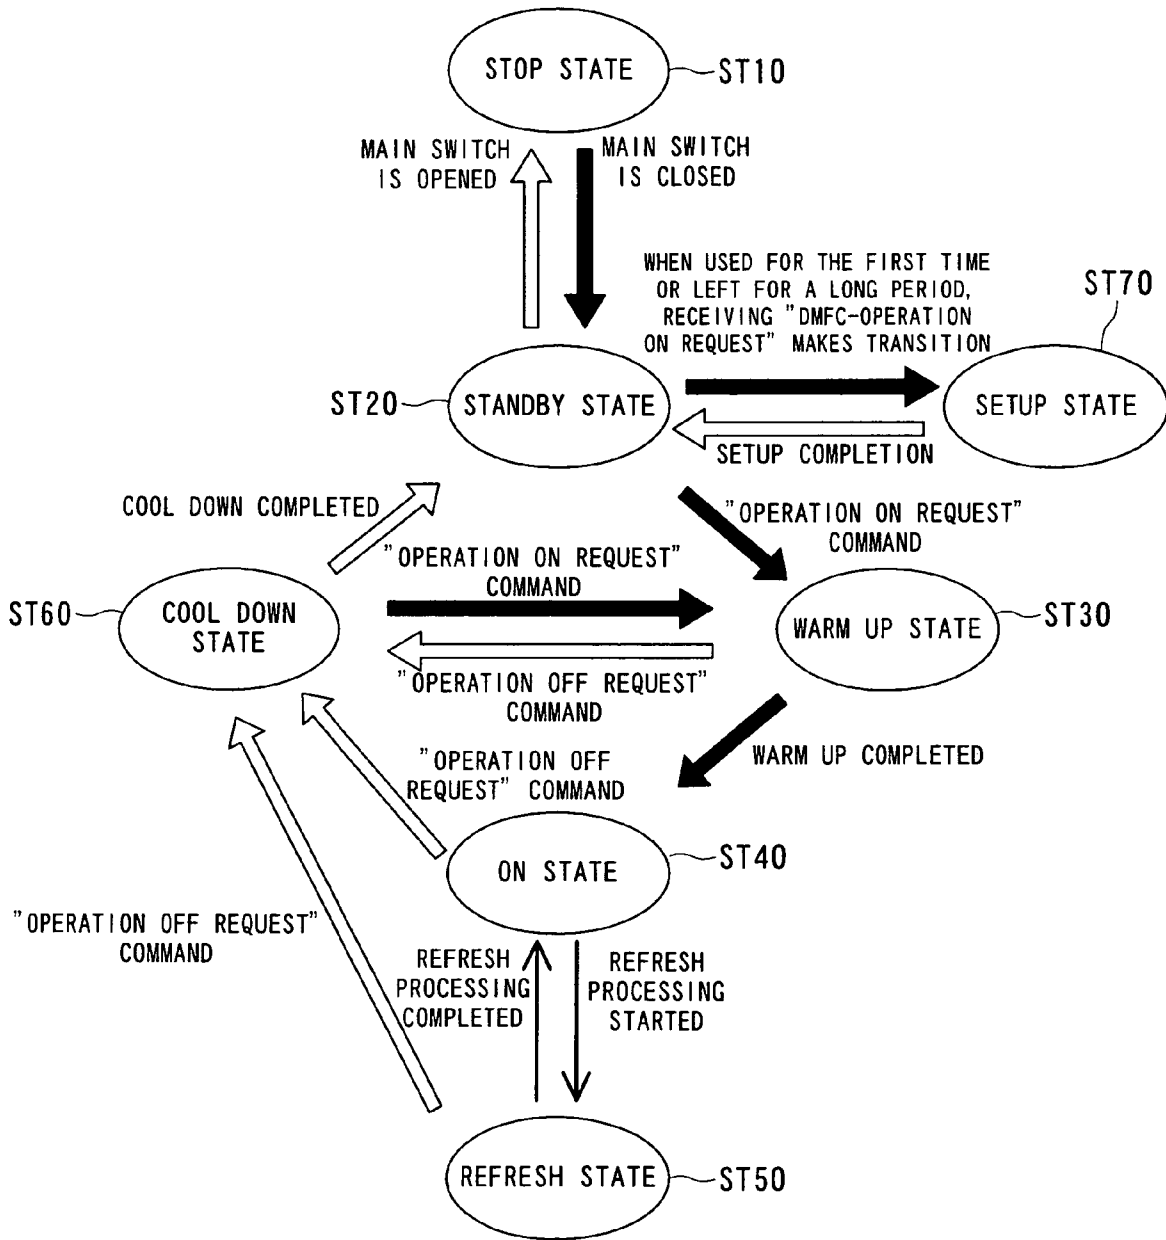 STOP STATE
ST10
MAIN SWITCH
IS OPENED
MAIN SWITCH
IS CLOSED
WHEN USED FOR THE FIRST TIME
OR LEFT FOR A LONG PERIOD,
RECEIVING "DMFC-OPERATION
ON REQUEST" MAKES TRANSITION
ST70
ST20
STANDBY STATE
SETUP STATE
SETUP COMPLETION
COOL DOWN COMPLETED
"OPERATION ON REQUEST"
COMMAND
"OPERATION ON REQUEST"
COMMAND
ST60
COOL DOWN
STATE
WARM UP STATE
ST30
"OPERATION OFF REQUEST"
COMMAND
WARM UP COMPLETED
"OPERATION OFF
REQUEST" COMMAND
ON STATE
ST40
"OPERATION OFF REQUEST"
COMMAND
REFRESH
PROCESSING
COMPLETED
REFRESH
PROCESSING
STARTED
REFRESH STATE
ST50